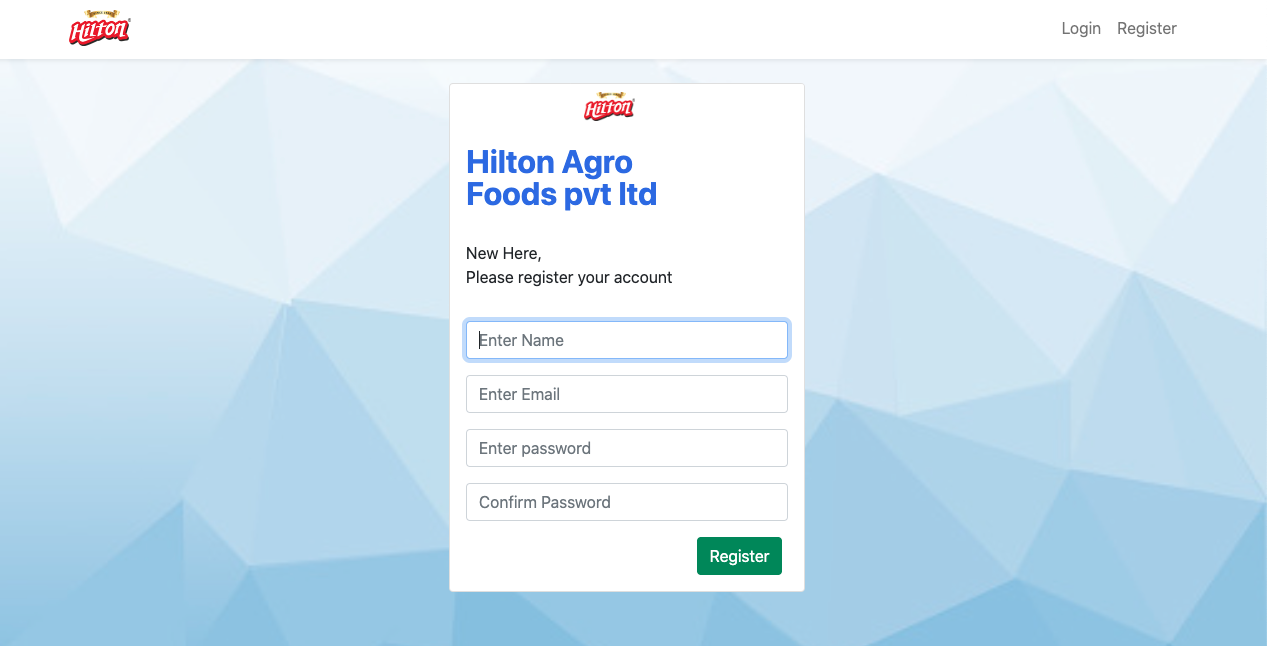 Hilton
Login
Register
Hilton
Hilton Agro
Foods pvt ltd
New Here,
Please register your account
Enter Name
Enter Email
Enter password
Confirm Password
Register